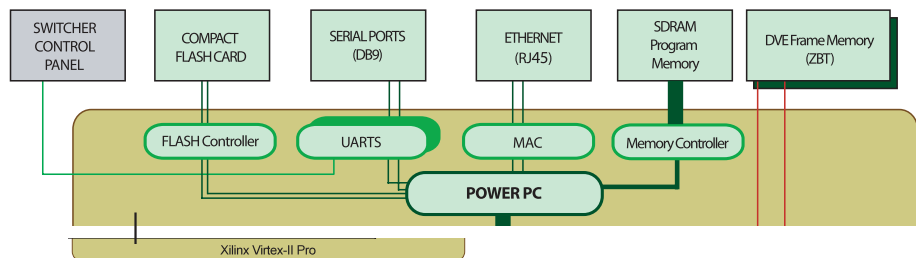 SWITCHER
CONTROL
PANEL
COMPACT
FLASH CARD
SERIAL PORTS
(DB9)
ETHERNET
(RJ45)
SDRAM
Program
Memory
DVE Frame Memory
(ZBT)
FLASH Controller
UARTS
MAC
Memory Controller
POWER PC
Xilinx Virtex-II Pro